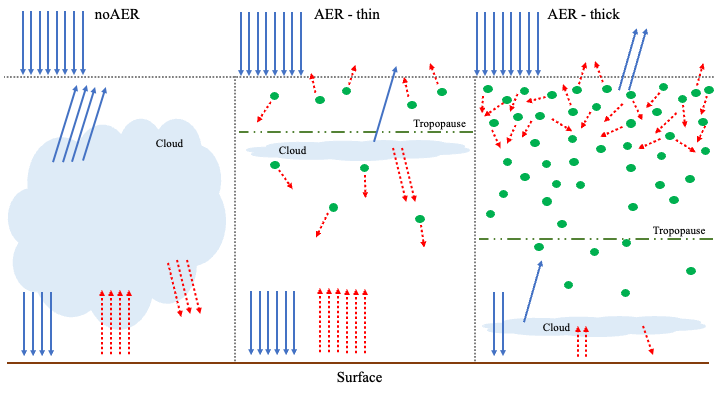 noAER
AER - thin
AER - thick
Tropopause
Cloud
Cloud
Tropopause
Cloud
Surface